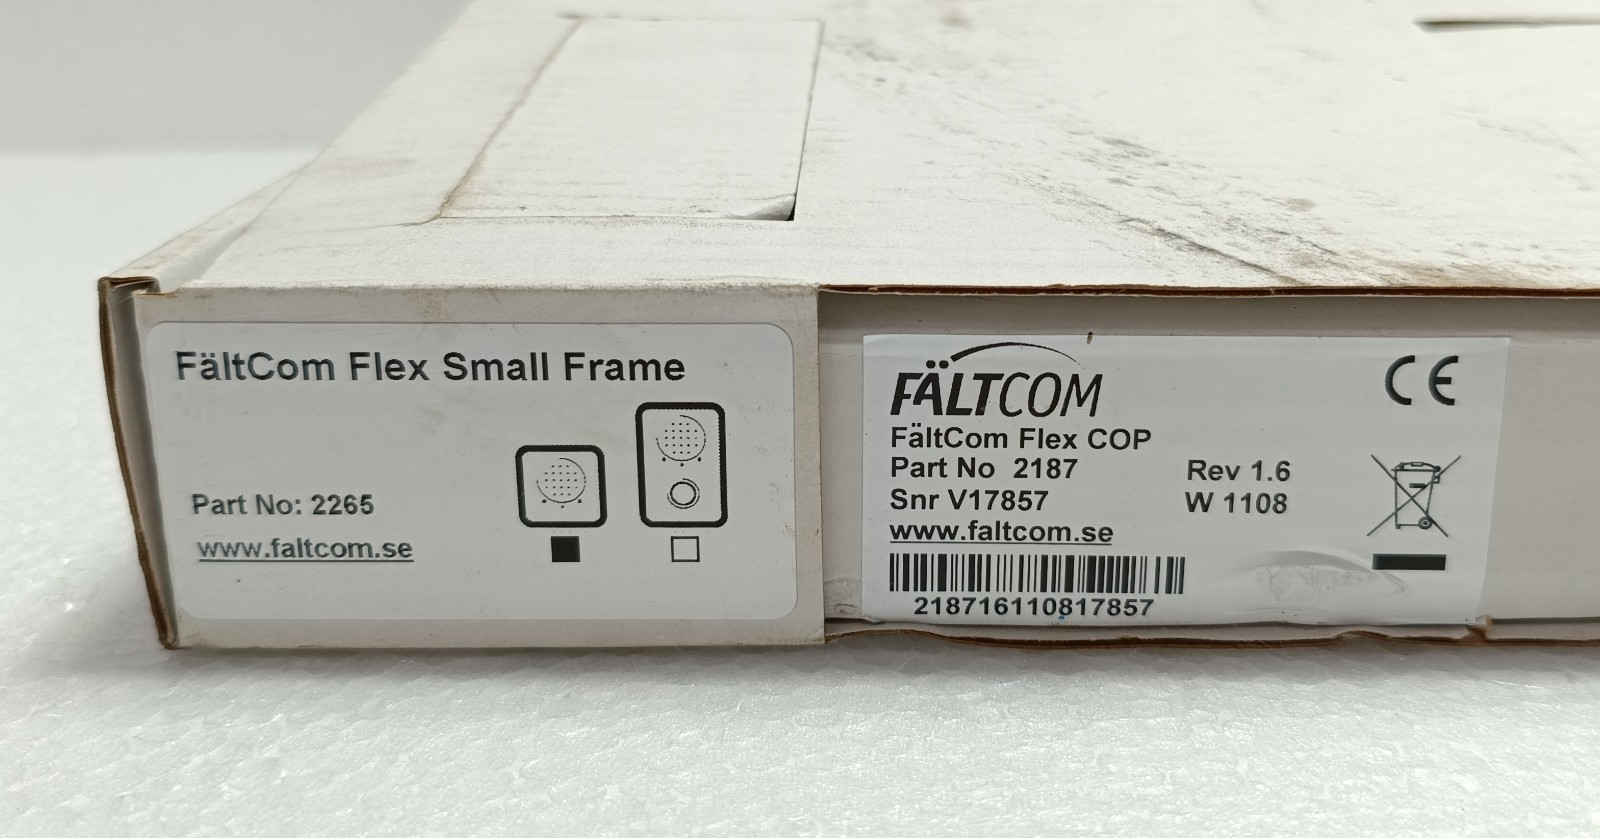 FältCom Flex Small Frame
Part No: 2265
www.faltcom.se
FÄLTCOM
CE
FältCom Flex COP
Part No 2187
Rev 1.6
Snr V17857
W 1108
www.faltcom.se
218716110817857